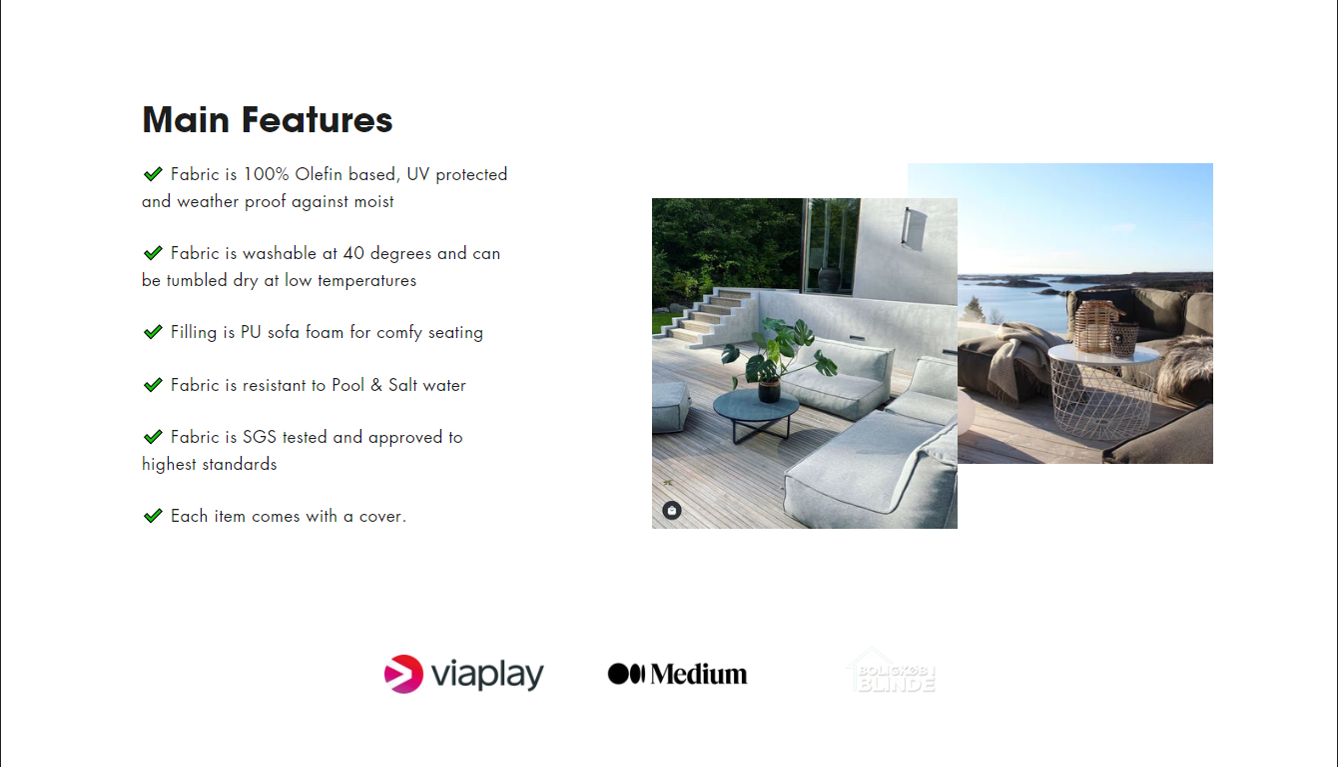 Main Features
Fabric is 100% Olefin based, UV protected
and weather proof against moist
Fabric is washable at 40 degrees and can
be tumbled dry at low temperatures
Filling is PU sofa foam for comfy seating
Fabric is resistant to Pool & Salt water
Fabric is SGS tested and approved to
highest standards
Each item comes with a cover.
viaplay
Medium
BOLIGKØB I
BLINDE